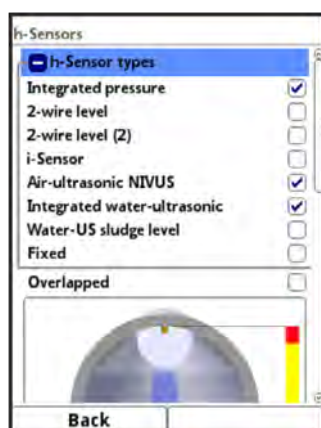 h-Sensors
h-Sensor types
Integrated pressure
2-wire level
2-wire level (2)
i-Sensor
Air-ultrasonic NIVUS
Integrated water-ultrasonic
Water-US sludge level
Fixed
Overlapped
Back